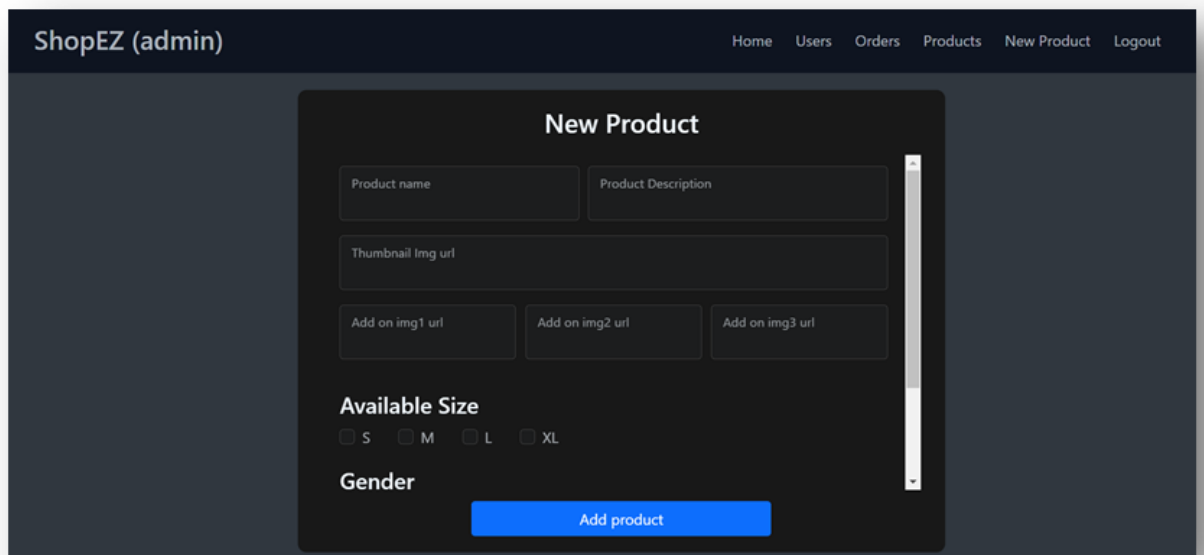 ShopEZ (admin) Home Users Orders Products New Product Logout
New Product
Product name Product Description
Thumbnail Img url
Add on img1 url Add on img2 url Add on img3 url
Available Size
S M L XL
Gender
Add product